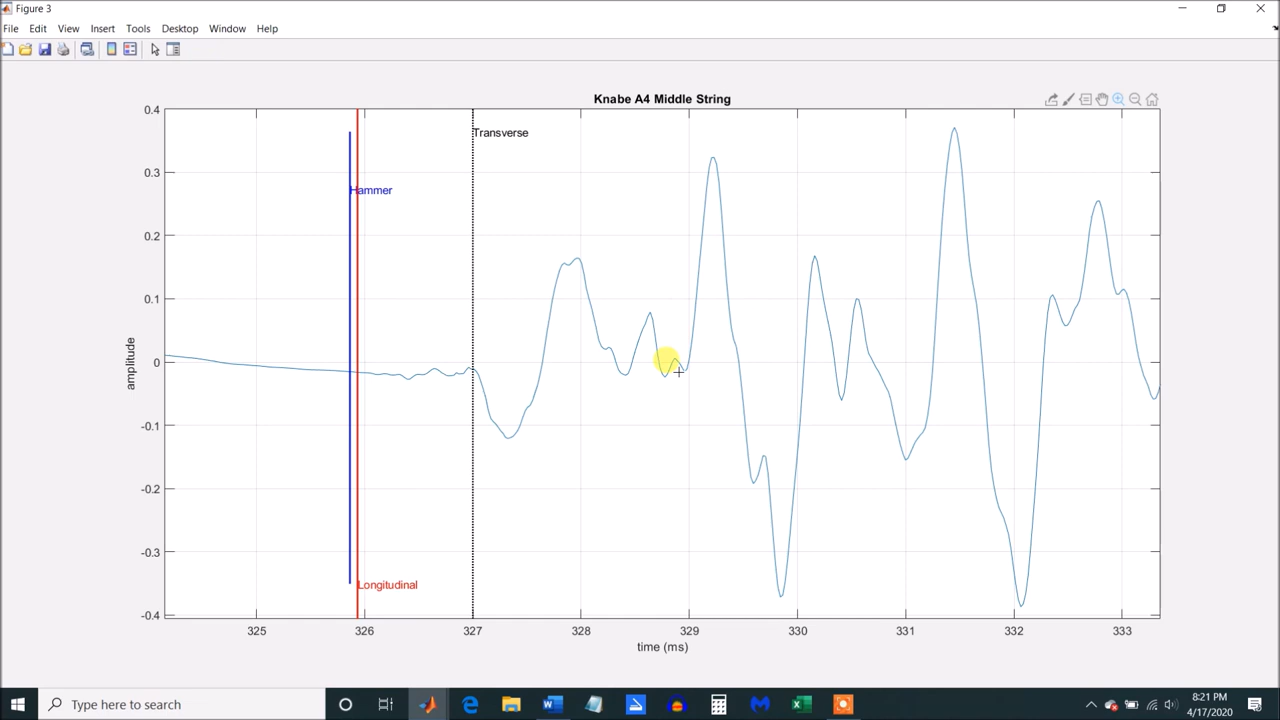 Figure 3
File Edit View Insert Tools Desktop Window Help
Knabe A4 Middle String
0.4
0.3
0.2
0.1
0
-0.1
-0.2
-0.3
-0.4
amplitude
Transverse
Hammer
Longitudinal
325 326 327 328 329 330 331 332 333
time (ms)
Type here to search
8:21 PM
4/17/2020